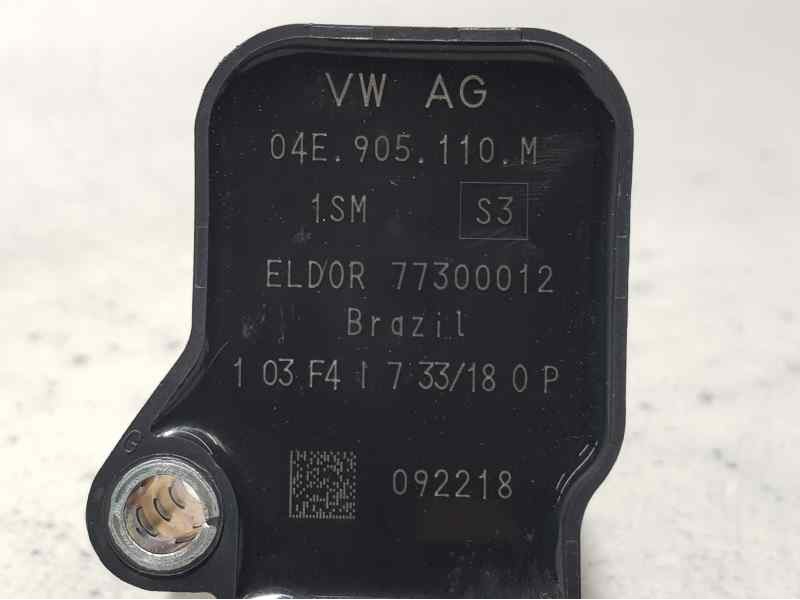 VW AG
04E.905.110.M
1SM S3
ELDOR 77300012
Brazil
1 03 F4 1 7 33/18 0 P
G
092218